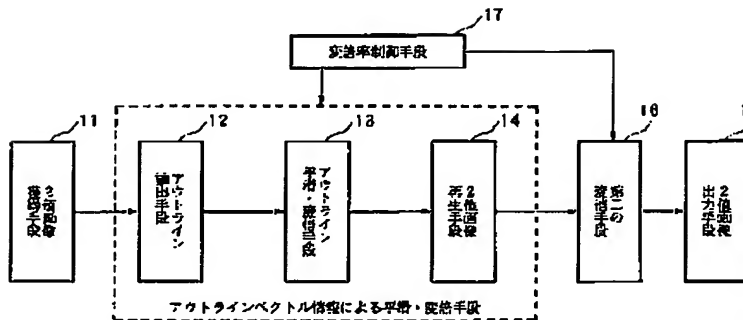 17
変倍率制御手段
11
12
13
14
16
2値画像
獲得手段
アウトライン
抽出手段
アウトライン
平滑・変倍手段
2値画像
再生手段
第二の
変倍手段
2値画像
出力手段
アウトラインベクトル情報による平滑・変倍手段